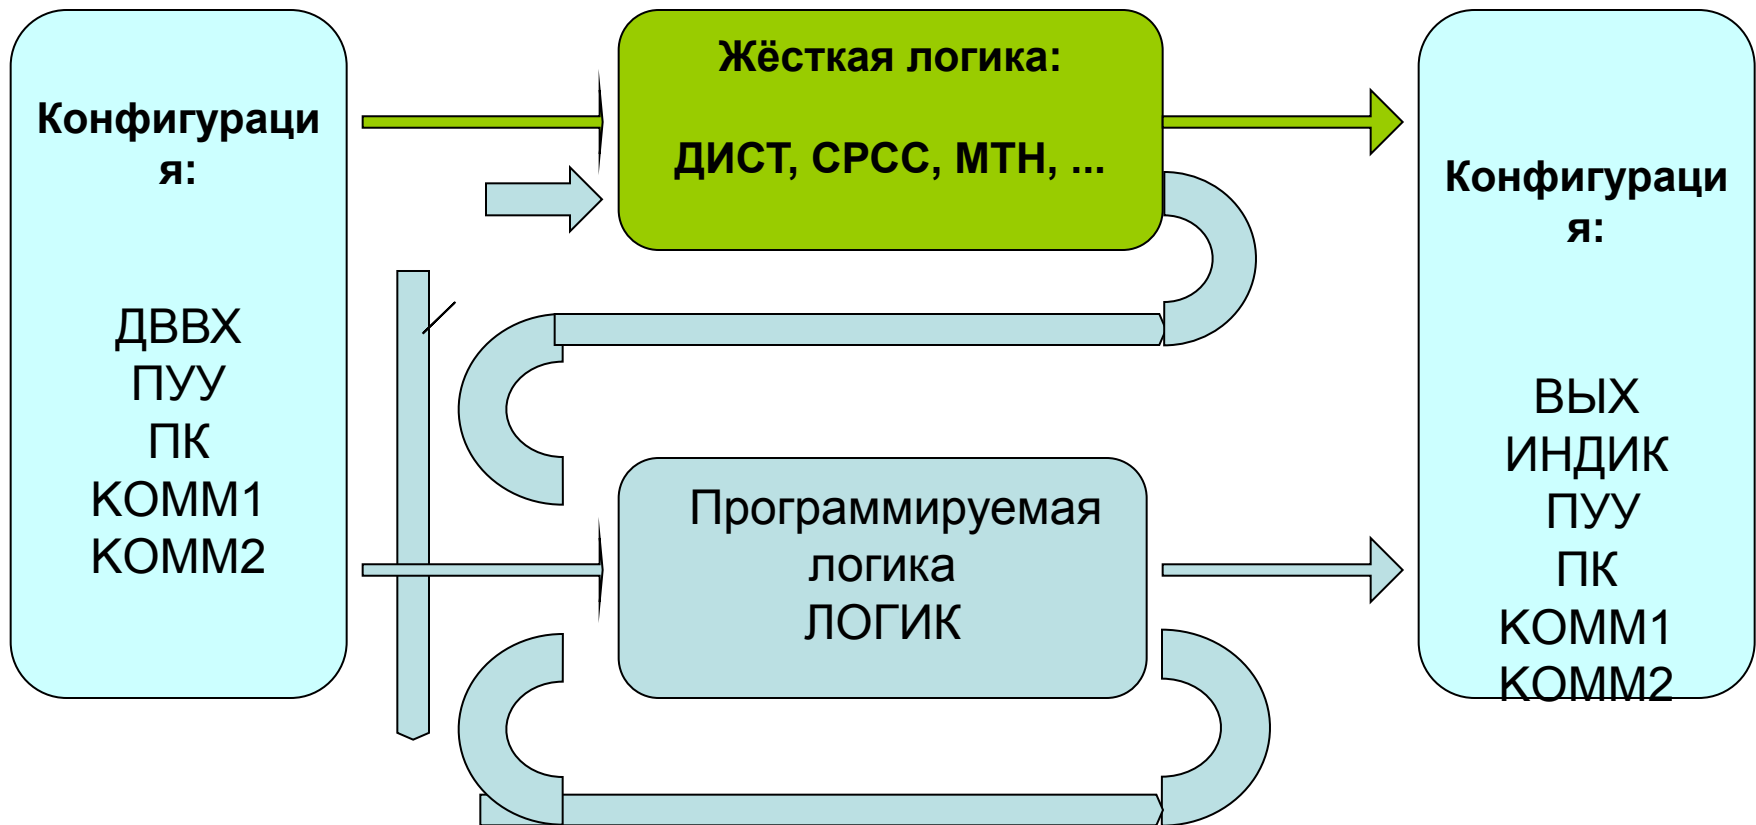 Конфигураци
я:
ДВВХ
ПУУ
ПК
КОММ1
КОММ2
Жёсткая логика:
ДИСТ, СРСС, МТН, ...
Программируемая
логика
ЛОГИК
Конфигураци
я:
ВЫХ
ИНДИК
ПУУ
ПК
КОММ1
КОММ2